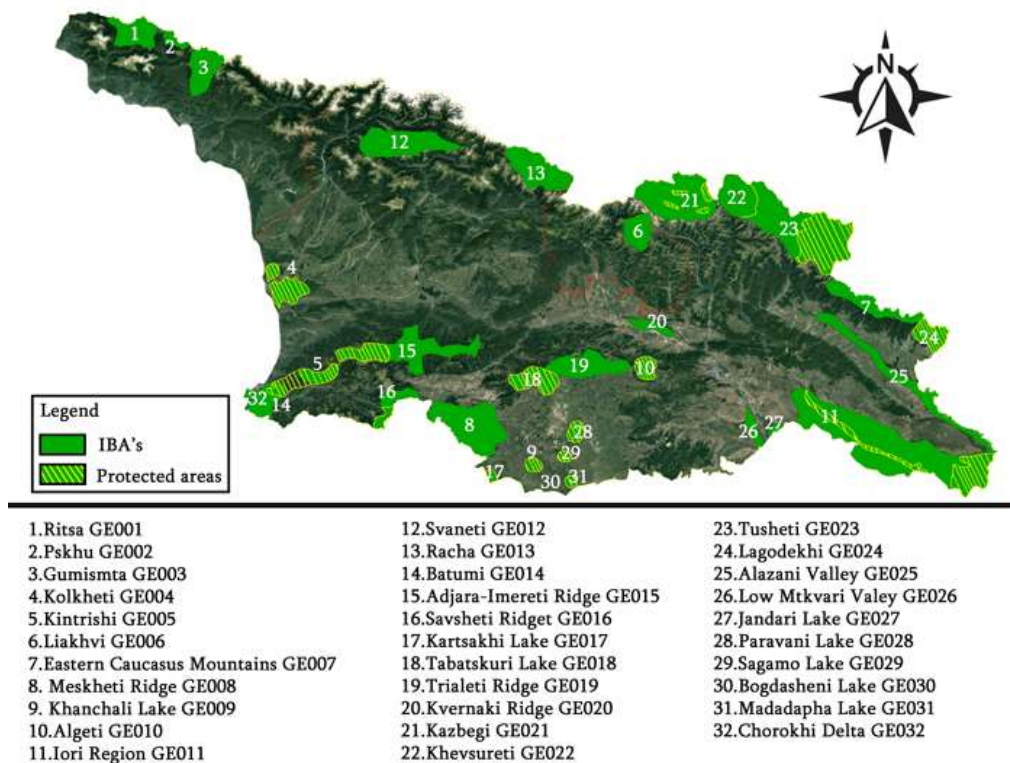 N
1
2
3
12
13
21
22
23
6
4
7
24
20
15
5
19
10
18
25
16
32
14
11
8
28
26
27
29
9
17
30
31
Legend
IBA's
Protected areas
1.Ritsa GE001
2.Pskhu GE002
3.Gumismta GE003
4.Kolkheti GE004
5.Kintrishi GE005
6.Liakhvi GE006
7.Eastern Caucasus Mountains GE007
8. Meskheti Ridge GE008
9. Khanchali Lake GE009
10.Algeti GE010
11.Iori Region GE011
12.Svaneti GE012
13.Racha GE013
14.Batumi GE014
15.Adjara-Imereti Ridge GE015
16.Savsheti Ridget GE016
17.Kartsakhi Lake GE017
18.Tabatskuri Lake GE018
19.Trialeti Ridge GE019
20.Kvernaki Ridge GE020
21.Kazbegi GE021
22.Khevsureti GE022
23.Tusheti GE023
24.Lagodekhi GE024
25.Alazani Valley GE025
26.Low Mtkvari Valey GE026
27.Jandari Lake GE027
28.Paravani Lake GE028
29.Sagamo Lake GE029
30.Bogdasheni Lake GE030
31.Madadapha Lake GE031
32.Chorokhi Delta GE032